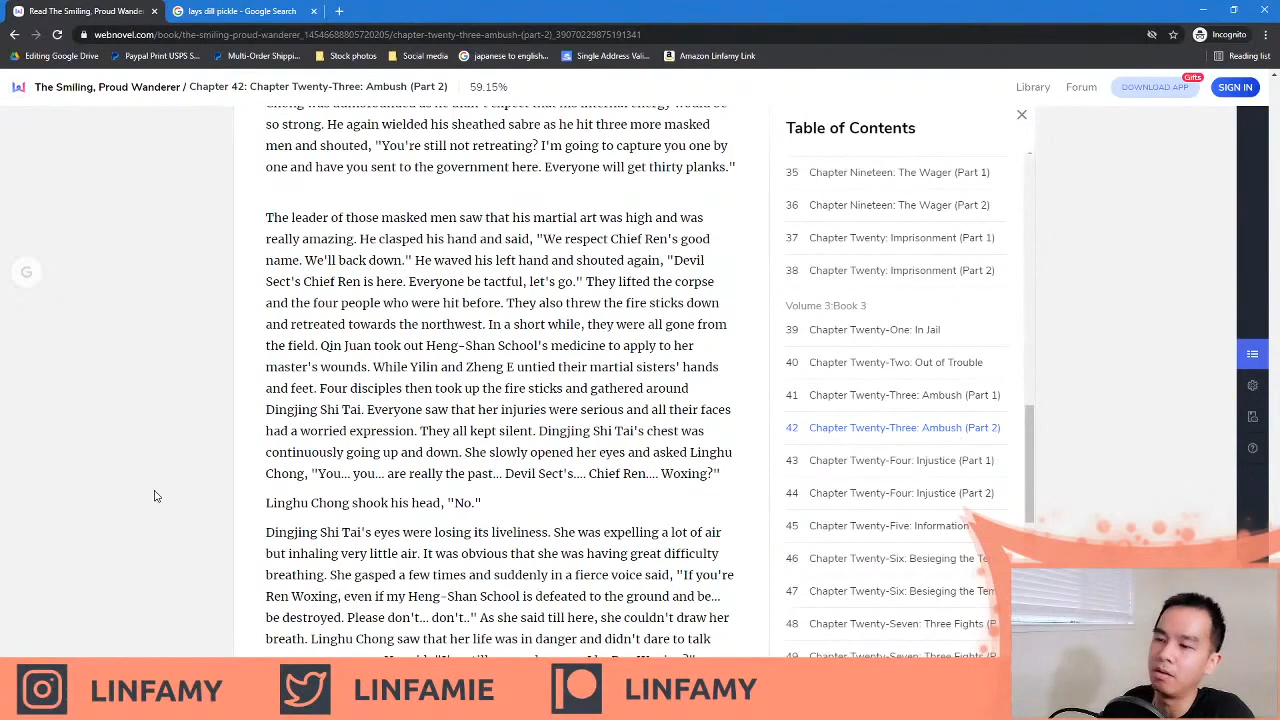 Read The Smiling, Proud Wande
lays dill pickle - Google Search
webnovel.com/book/the-smiling-proud-wanderer_14546688805720205/chapter-twenty-three-ambush-(part-2)_39070229875191341
Incognito
Editing Google Drive
Paypal Print USPS S...
Multi-Order Shippi...
Stock photos
Social media
japanese to english...
Single Address Vali...
Amazon Linfamy Link
Reading list
The Smiling, Proud Wanderer / Chapter 42: Chapter Twenty-Three: Ambush (Part 2)
59.15%
Library
Forum
DOWNLOAD APP
Gifts
SIGN IN
so strong. He again wielded his sheathed sabre as he hit three more masked
men and shouted, "You're still not retreating? I'm going to capture you one by
one and have you sent to the government here. Everyone will get thirty planks."
The leader of those masked men saw that his martial art was high and was
really amazing. He clasped his hand and said, "We respect Chief Ren's good
name. We'll back down." He waved his left hand and shouted again, "Devil
Sect's Chief Ren is here. Everyone be tactful, let's go." They lifted the corpse
and the four people who were hit before. They also threw the fire sticks down
and retreated towards the northwest. In a short while, they were all gone from
the field. Qin Juan took out Heng-Shan School's medicine to apply to her
master's wounds. While Yilin and Zheng E untied their martial sisters' hands
and feet. Four disciples then took up the fire sticks and gathered around
Dingjing Shi Tai. Everyone saw that her injuries were serious and all their faces
had a worried expression. They all kept silent. Dingjing Shi Tai's chest was
continuously going up and down. She slowly opened her eyes and asked Linghu
Chong, "You... you... are really the past... Devil Sect's.... Chief Ren.... Woxing?"
Linghu Chong shook his head, "No."
Dingjing Shi Tai's eyes were losing its liveliness. She was expelling a lot of air
but inhaling very little air. It was obvious that she was having great difficulty
breathing. She gasped a few times and suddenly in a fierce voice said, "If you're
Ren Woxing, even if my Heng-Shan School is defeated to the ground and be...
be destroyed. Please don't... don't.." As she said till here, she couldn't draw her
breath. Linghu Chong saw that her life was in danger and didn't dare to talk
Table of Contents
35 Chapter Nineteen: The Wager (Part 1)
36 Chapter Nineteen: The Wager (Part 2)
37 Chapter Twenty: Imprisonment (Part 1)
38 Chapter Twenty: Imprisonment (Part 2)
Volume 3:Book 3
39 Chapter Twenty-One: In Jail
40 Chapter Twenty-Two: Out of Trouble
41 Chapter Twenty-Three: Ambush (Part 1)
42 Chapter Twenty-Three: Ambush (Part 2)
43 Chapter Twenty-Four: Injustice (Part 1)
44 Chapter Twenty-Four: Injustice (Part 2)
45 Chapter Twenty-Five: Information
46 Chapter Twenty-Six: Besieging the Te
47 Chapter Twenty-Six: Besieging the Tem
48 Chapter Twenty-Seven: Three Fights (P
49 Chapter Twenty-Seven: Three Fights (P
LINFAMY
LINFAMIE
LINFAMY